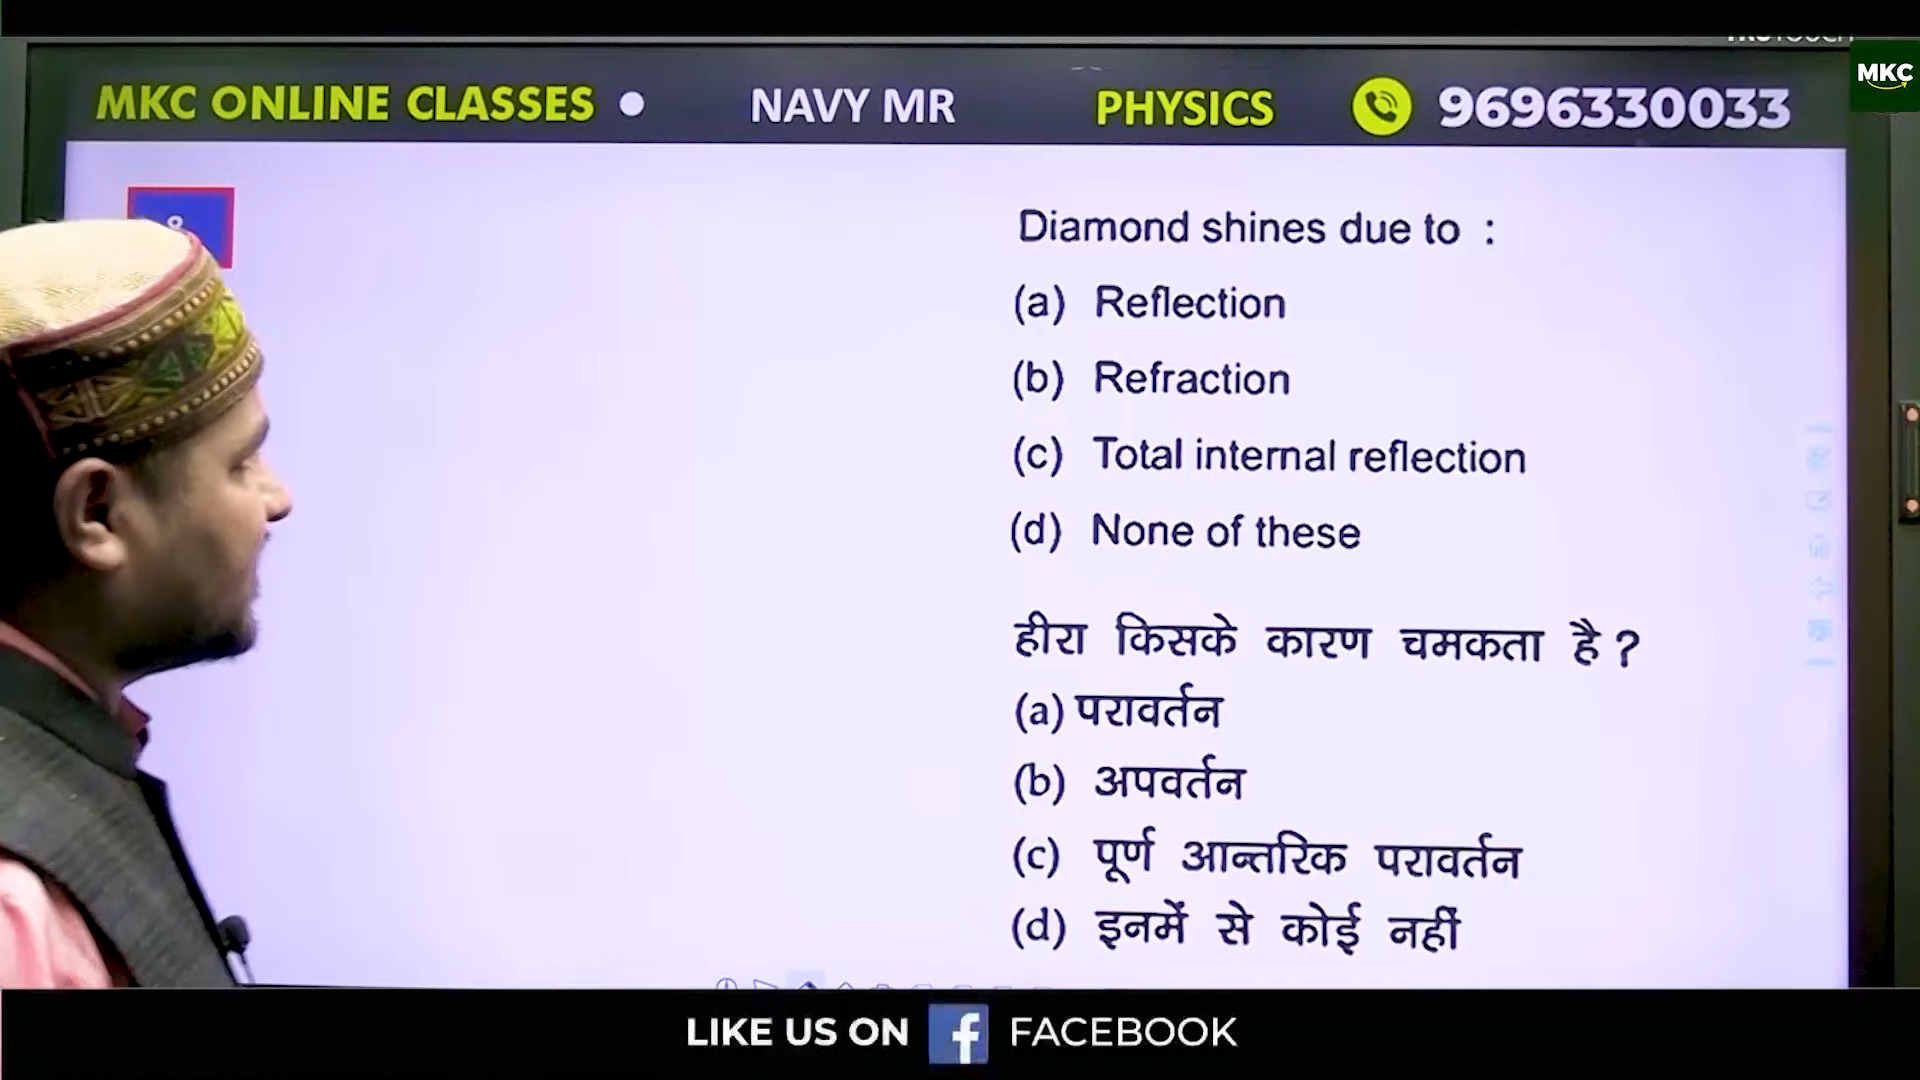 MKC
MKC ONLINE CLASSES ● NAVY MR PHYSICS 9696330033
8
Diamond shines due to :
(a) Reflection
(b) Refraction
(c) Total internal reflection
(d) None of these
हीरा किसके कारण चमकता है ?
(a) परावर्तन
(b) अपवर्तन
(c) पूर्ण आन्तरिक परावर्तन
(d) इनमें से कोई नहीं
LIKE US ON f FACEBOOK